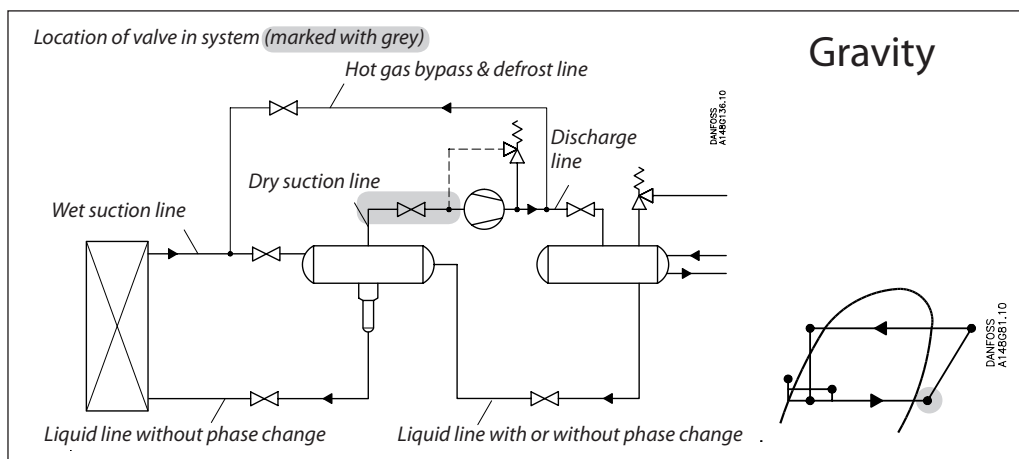 Location of valve in system (marked with grey)
Gravity
Hot gas bypass & defrost line
DANFOSS
A148G136.10
Discharge
line
Dry suction line
Wet suction line
DANFOSS
A148G81.10
Liquid line without phase change
Liquid line with or without phase change